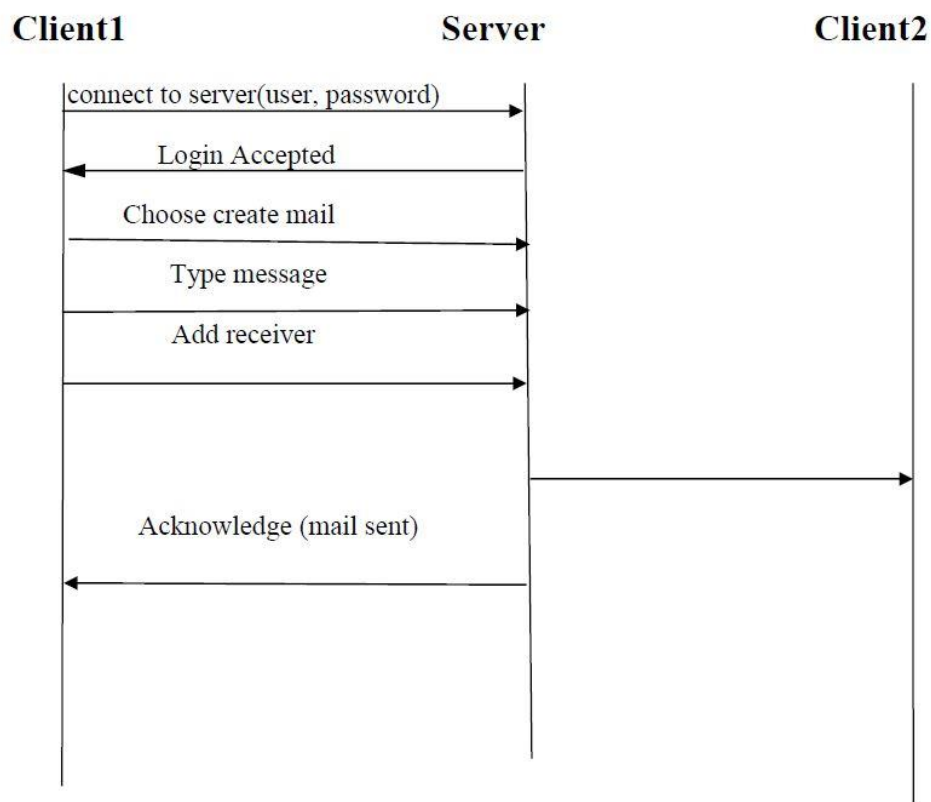 Client1 Server Client2
connect to server(user, password)
Login Accepted
Choose create mail
Type message
Add receiver
Acknowledge (mail sent)